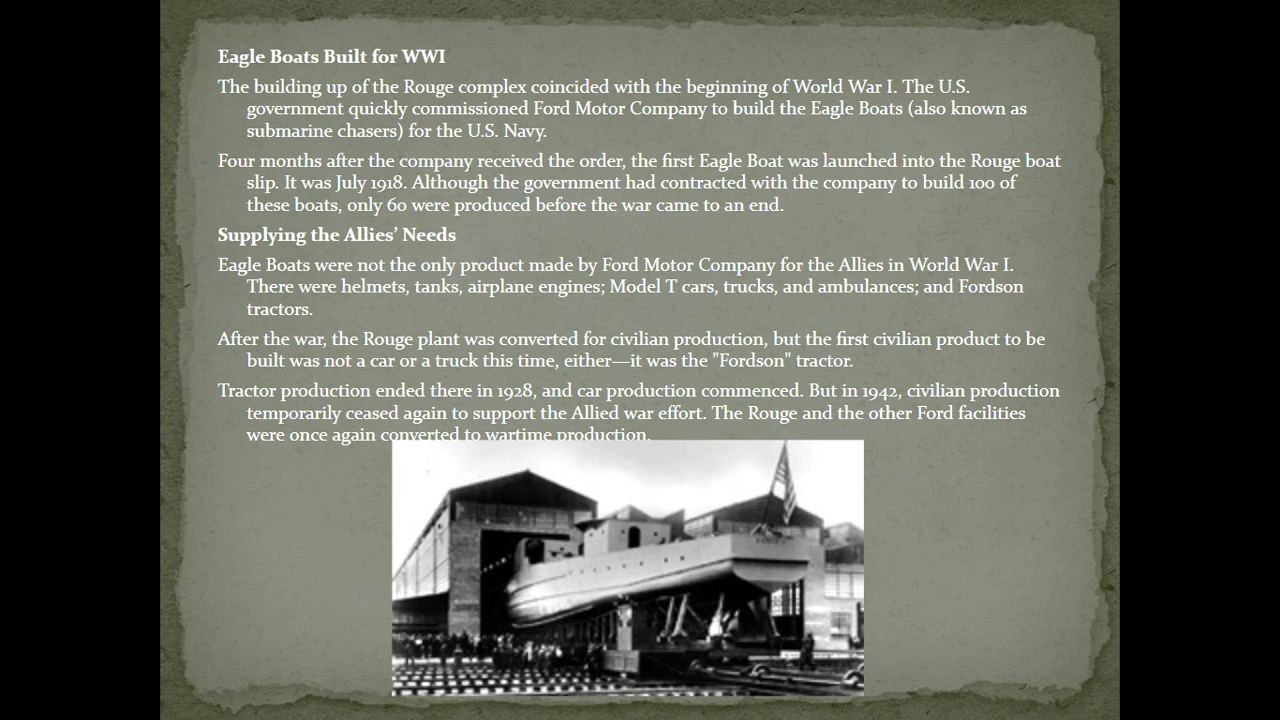 Eagle Boats Built for WWI
The building up of the Rouge complex coincided with the beginning of World War I. The U.S.
government quickly commissioned Ford Motor Company to build the Eagle Boats (also known as
submarine chasers) for the U.S. Navy.
Four months after the company received the order, the first Eagle Boat was launched into the Rouge boat
slip. It was July 1918. Although the government had contracted with the company to build 100 of
these boats, only 60 were produced before the war came to an end.
Supplying the Allies’ Needs
Eagle Boats were not the only product made by Ford Motor Company for the Allies in World War I.
There were helmets, tanks, airplane engines; Model T cars, trucks, and ambulances; and Fordson
tractors.
After the war, the Rouge plant was converted for civilian production, but the first civilian product to be
built was not a car or a truck this time, either—it was the "Fordson" tractor.
Tractor production ended there in 1928, and car production commenced. But in 1942, civilian production
temporarily ceased again to support the Allied war effort. The Rouge and the other Ford facilities
were once again converted to wartime production.